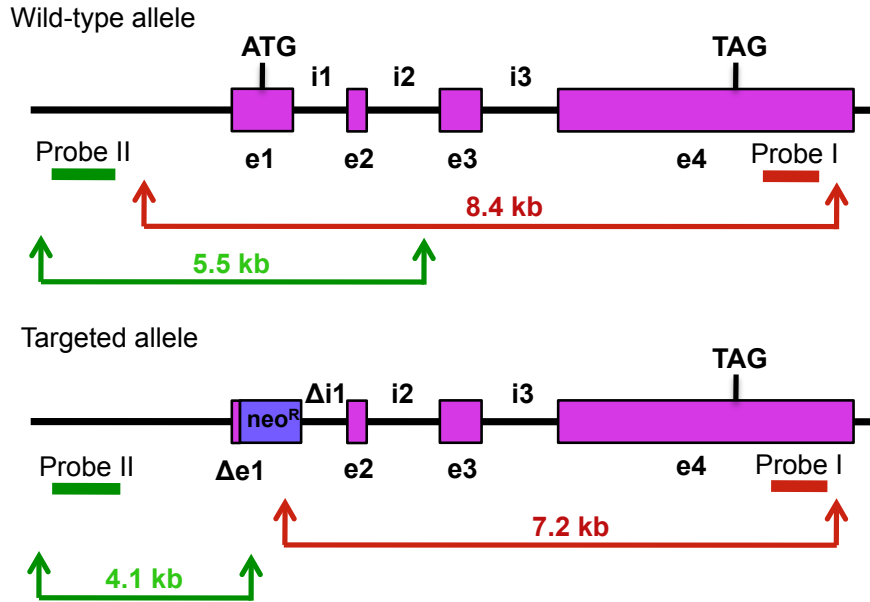 Wild-type allele
ATG
TAG
i1
i2
i3
Probe II
e1
e2
e3
e4
Probe I
8.4 kb
5.5 kb
Targeted allele
TAG
Δi1
i2
i3
neoᴿ
Probe II
Δe1
e2
e3
e4
Probe I
7.2 kb
4.1 kb